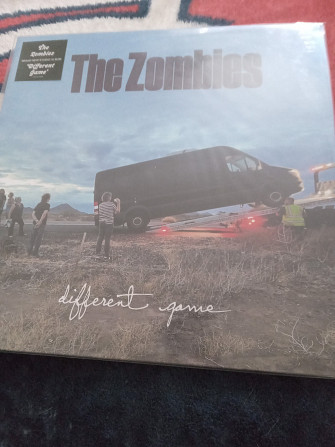 The Zombies
The
Zombies
"Different
Game"
different game